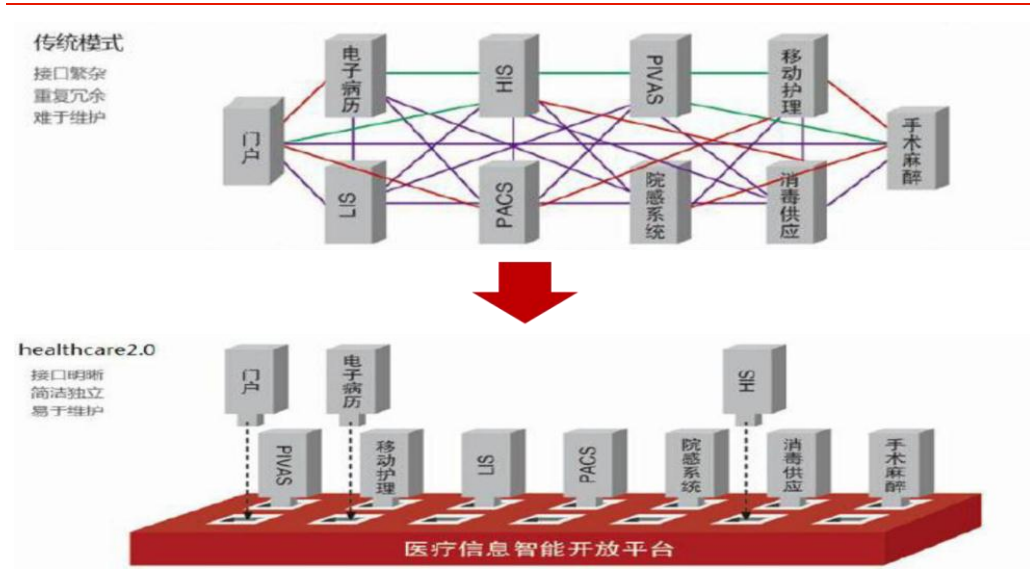 传统模式
接口繁杂
重复冗余
难于维护
门户
电子病历
HIS
PIVAS
移动护理
手术麻醉
LIS
PACS
院感系统
消毒供应
healthcare2.0
接口明晰
简洁独立
易于维护
门户
电子病历
HIS
PIVAS
移动护理
LIS
PACS
院感系统
消毒供应
手术麻醉
医疗信息智能开放平台